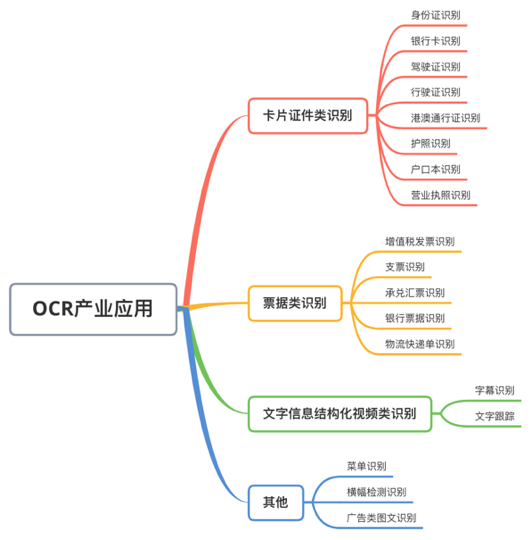 OCR产业应用
卡片证件类识别
身份证识别
银行卡识别
驾驶证识别
行驶证识别
港澳通行证识别
护照识别
户口本识别
营业执照识别
票据类识别
增值税发票识别
支票识别
承兑汇票识别
银行票据识别
物流快递单识别
文字信息结构化视频类识别
字幕识别
文字跟踪
其他
菜单识别
横幅检测识别
广告类图文识别